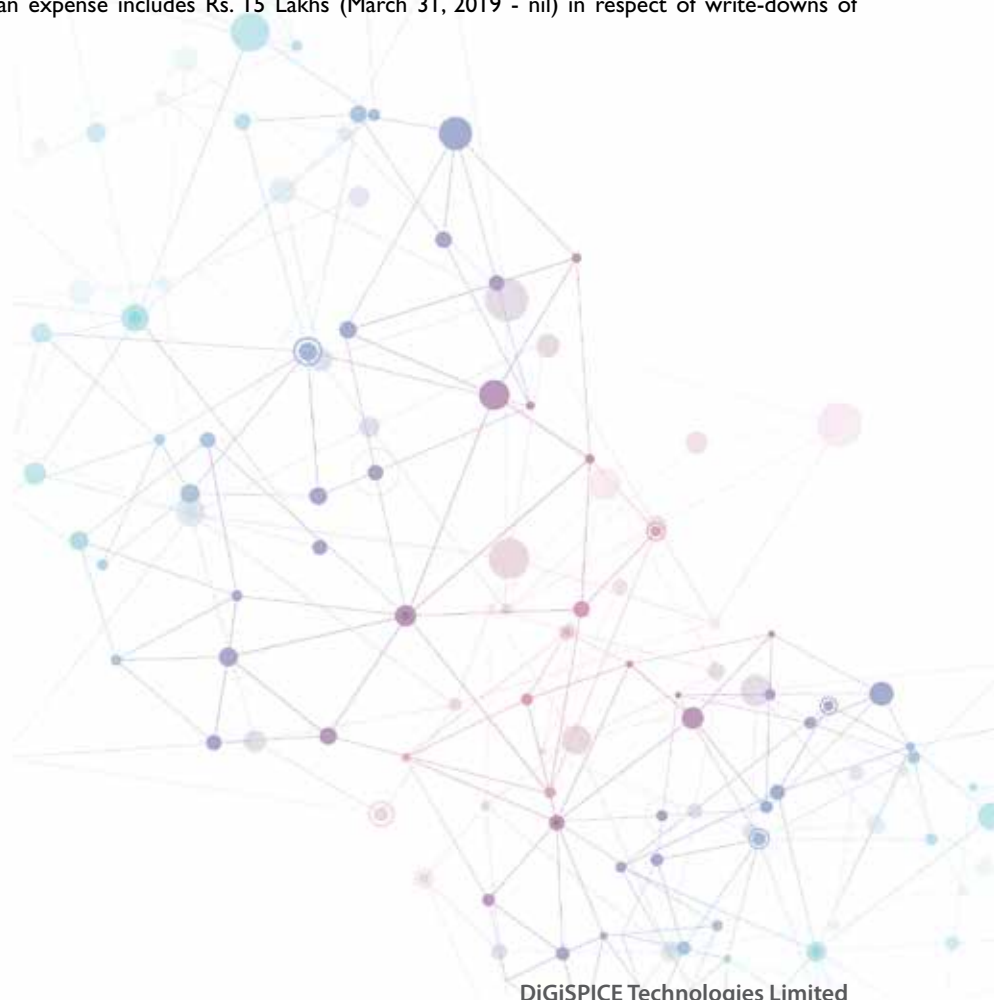 an expense includes Rs. 15 Lakhs (March 31, 2019 - nil) in respect of write-downs of
DiGiSPICE Technologies Limited